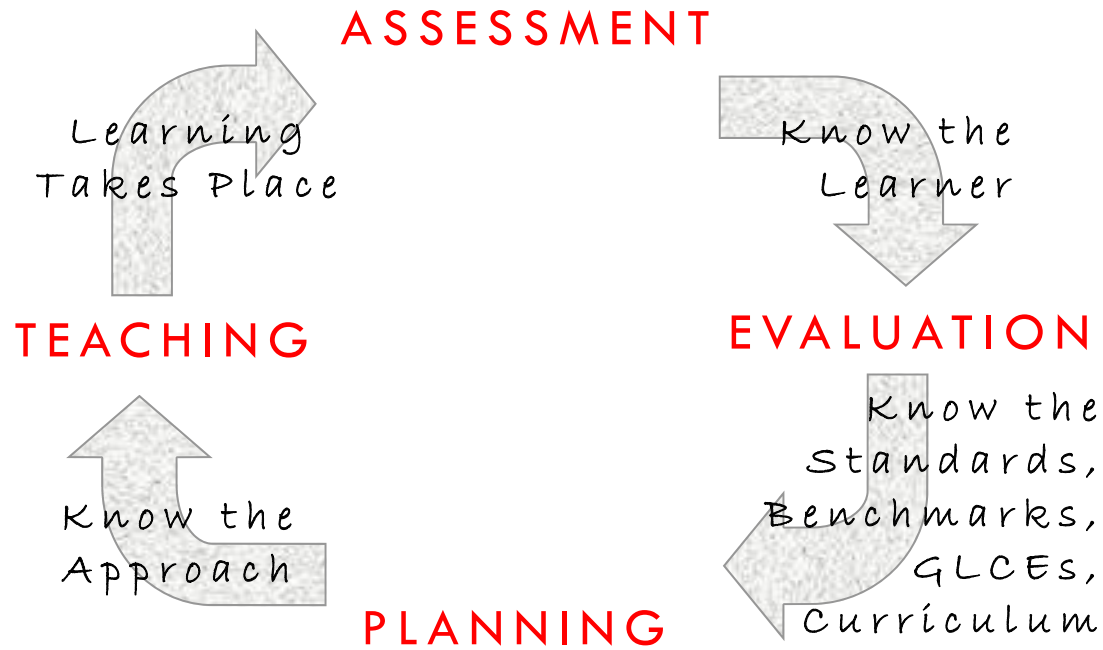 ASSESSMENT
Know the
Learner
EVALUATION
Know the
Standards,
Benchmarks,
GLCEs,
Curriculum
PLANNING
Know the
Approach
TEACHING
Learning
Takes Place